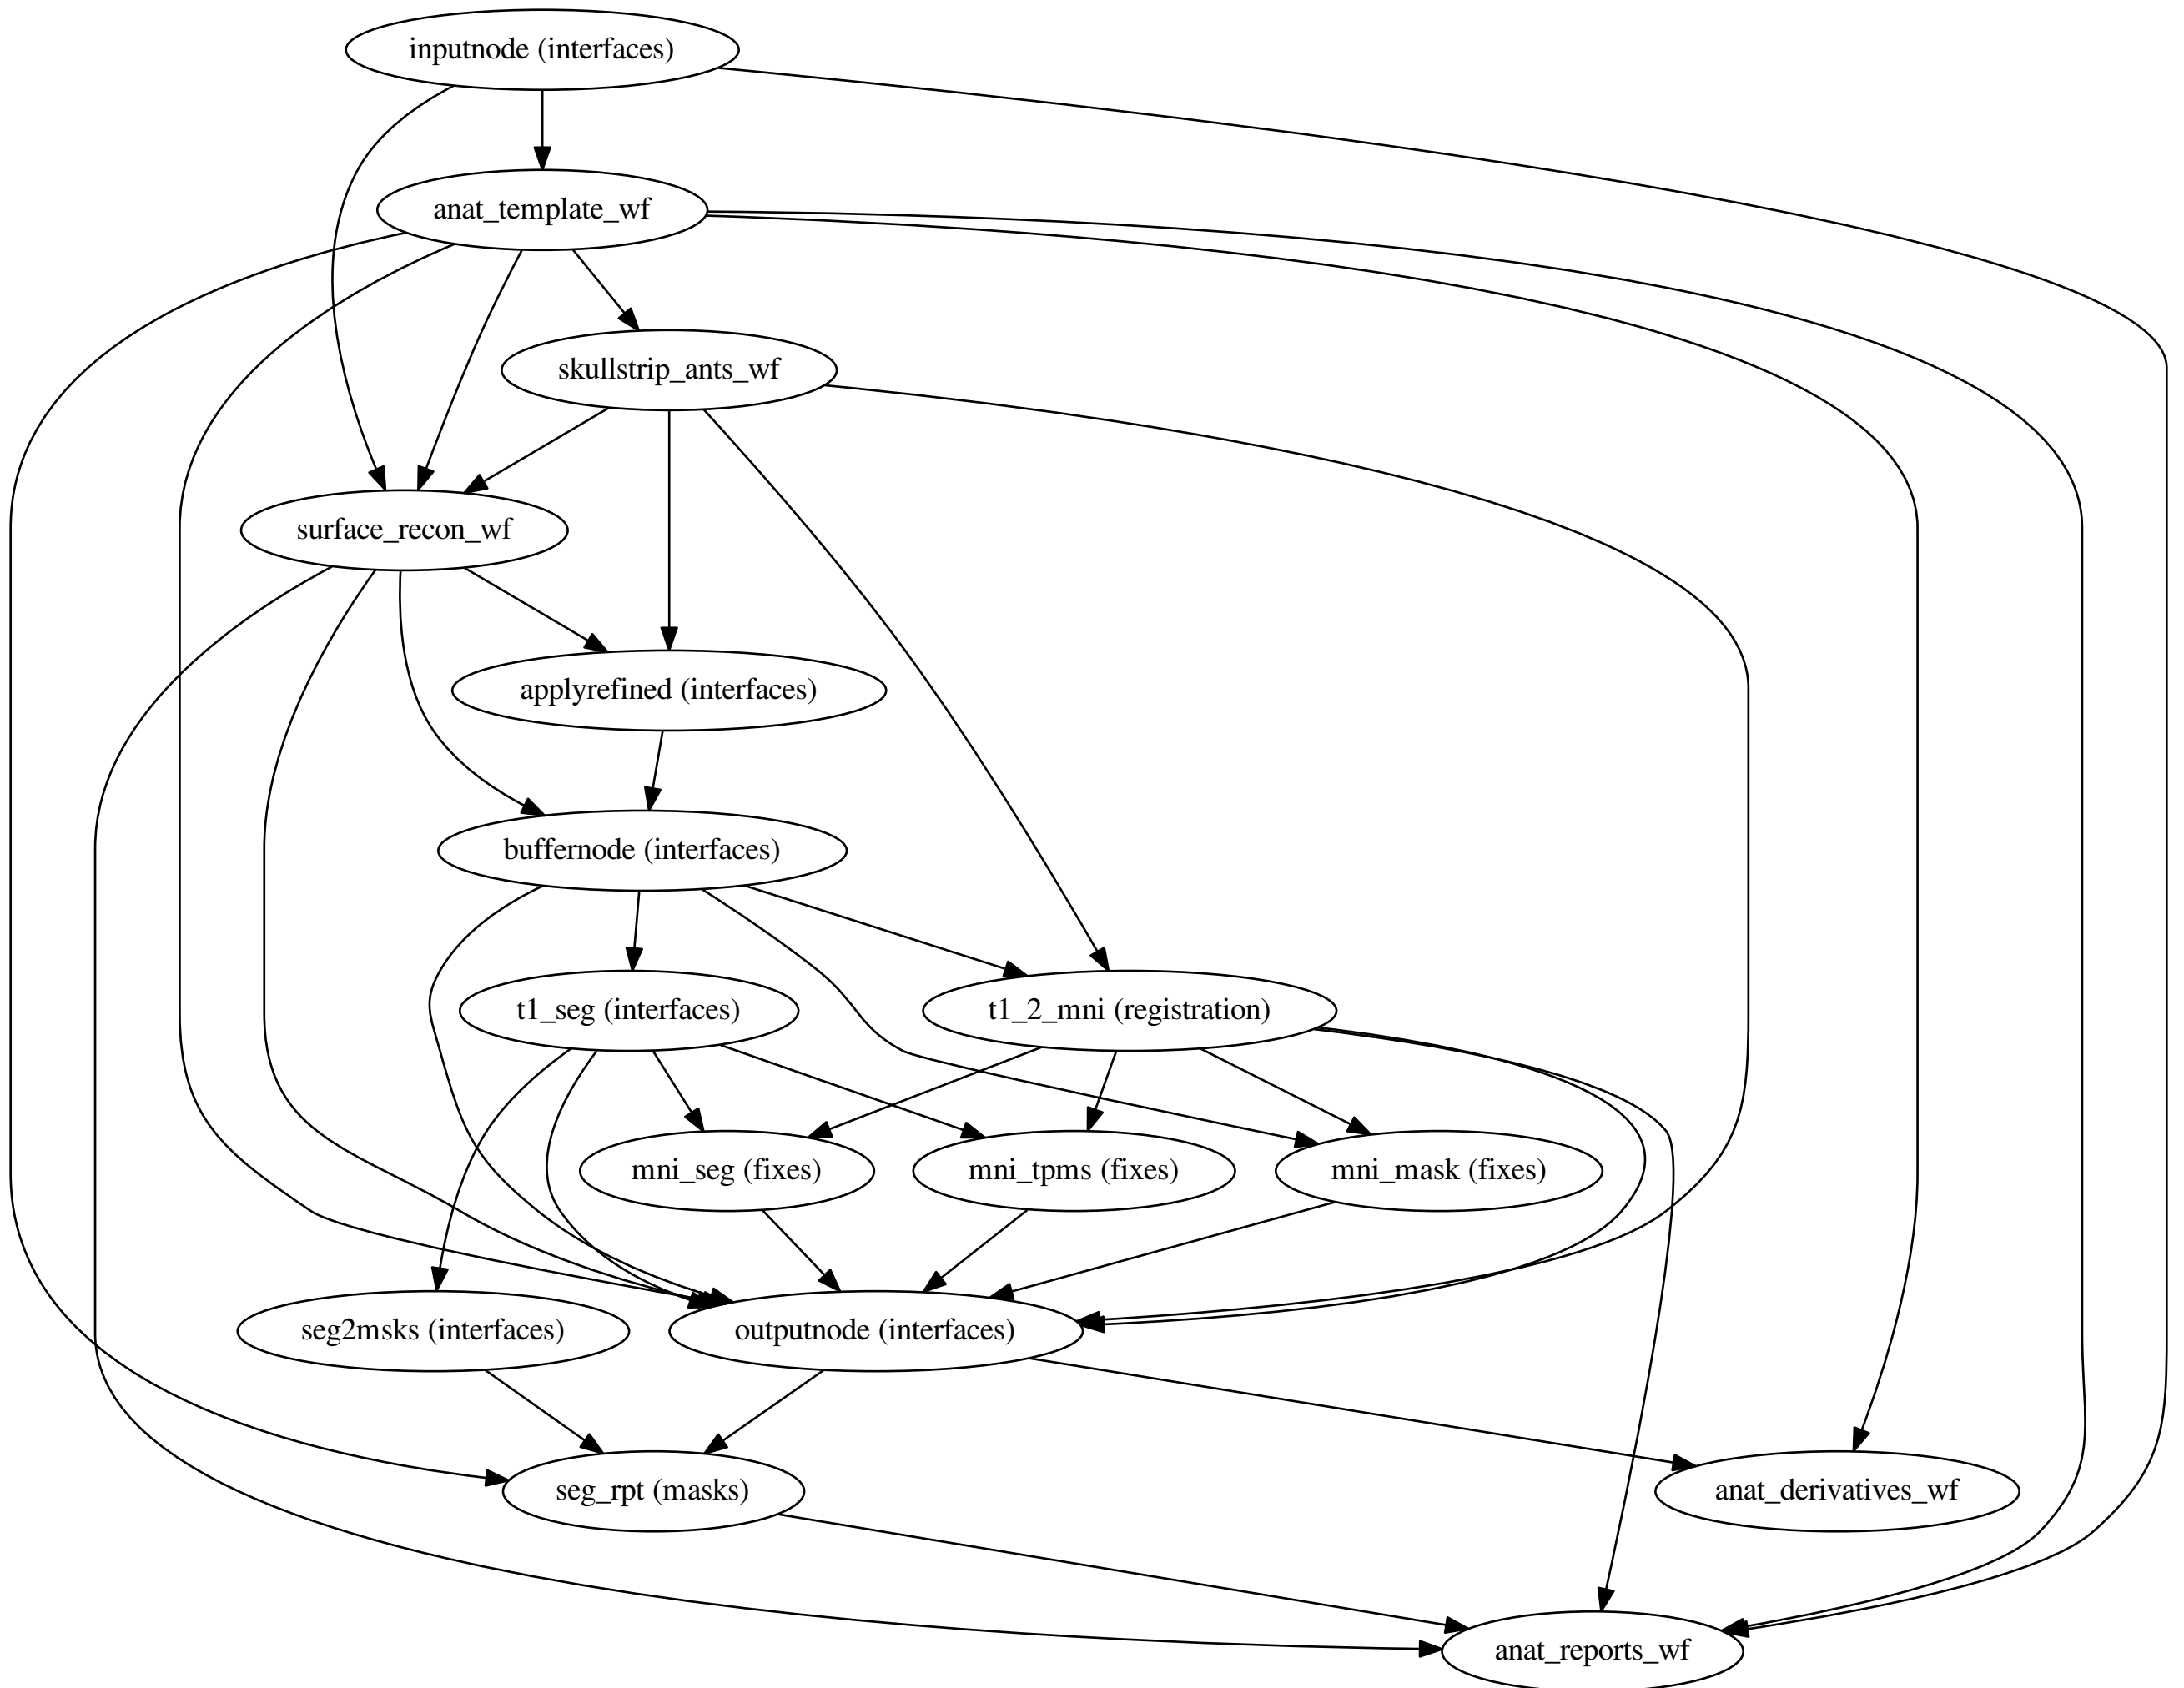 inputnode (interfaces)
anat_template_wf
skullstrip_ants_wf
surface_recon_wf
applyrefined (interfaces)
buffernode (interfaces)
t1_seg (interfaces)
t1_2_mni (registration)
mni_seg (fixes)
mni_tpms (fixes)
mni_mask (fixes)
seg2msks (interfaces)
outputnode (interfaces)
seg_rpt (masks)
anat_derivatives_wf
anat_reports_wf